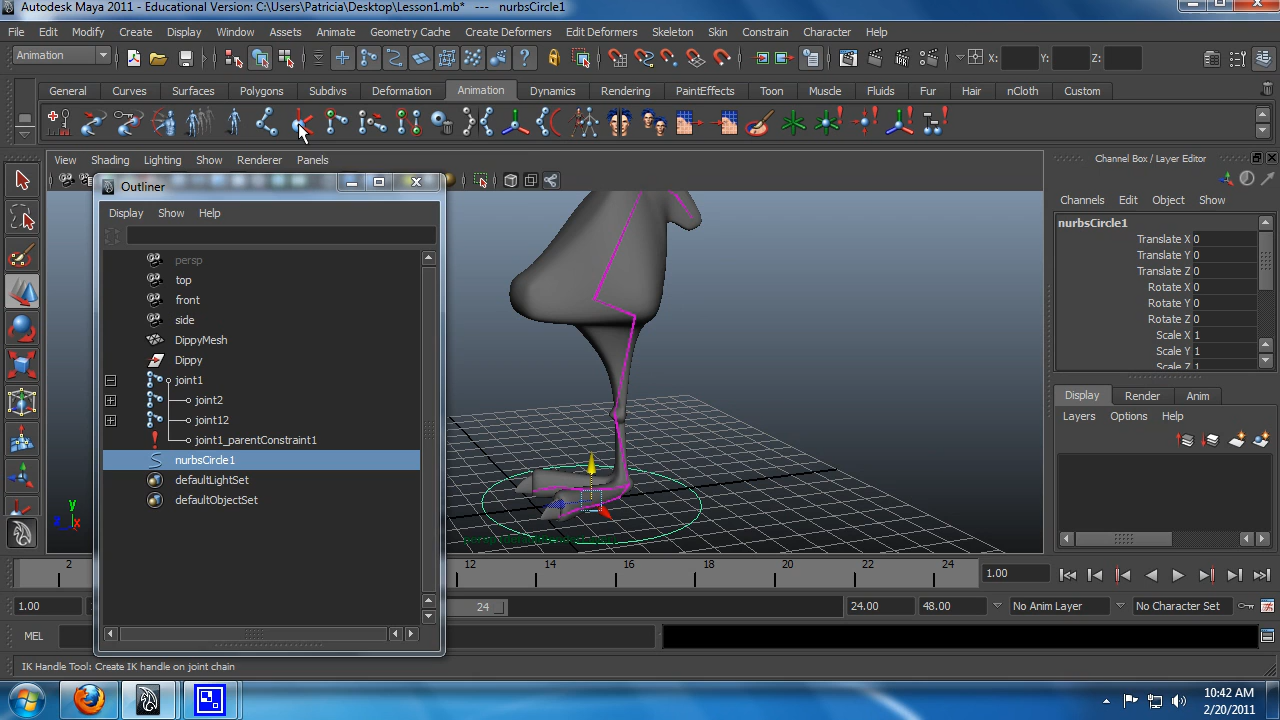 Autodesk Maya 2011 - Educational Version: C:\Users\Patricia\Desktop\Lesson1.mb* --- nurbsCircle1
File Edit Modify Create Display Window Assets Animate Geometry Cache Create Deformers Edit Deformers Skeleton Skin Constrain Character Help
Animation X: Y: Z:
General Curves Surfaces Polygons Subdivs Deformation Animation Dynamics Rendering PaintEffects Toon Muscle Fluids Fur Hair nCloth Custom
View Shading Lighting Show Renderer Panels
Channel Box / Layer Editor
Outliner
Display Show Help
Channels Edit Object Show
nurbsCircle1
Translate X 0
Translate Y 0
Translate Z 0
Rotate X 0
Rotate Y 0
Rotate Z 0
Scale X 1
Scale Y 1
Scale Z 1
persp
top
front
side
DippyMesh
Dippy
joint1
joint2
joint12
joint1_parentConstraint1
nurbsCircle1
defaultLightSet
defaultObjectSet
Display Render Anim
Layers Options Help
y
z x
2 12 14 16 18 20 22 24 1.00
1.00 24 24.00 48.00 No Anim Layer No Character Set
MEL
IK Handle Tool: Create IK handle on joint chain
10:42 AM
2/20/2011